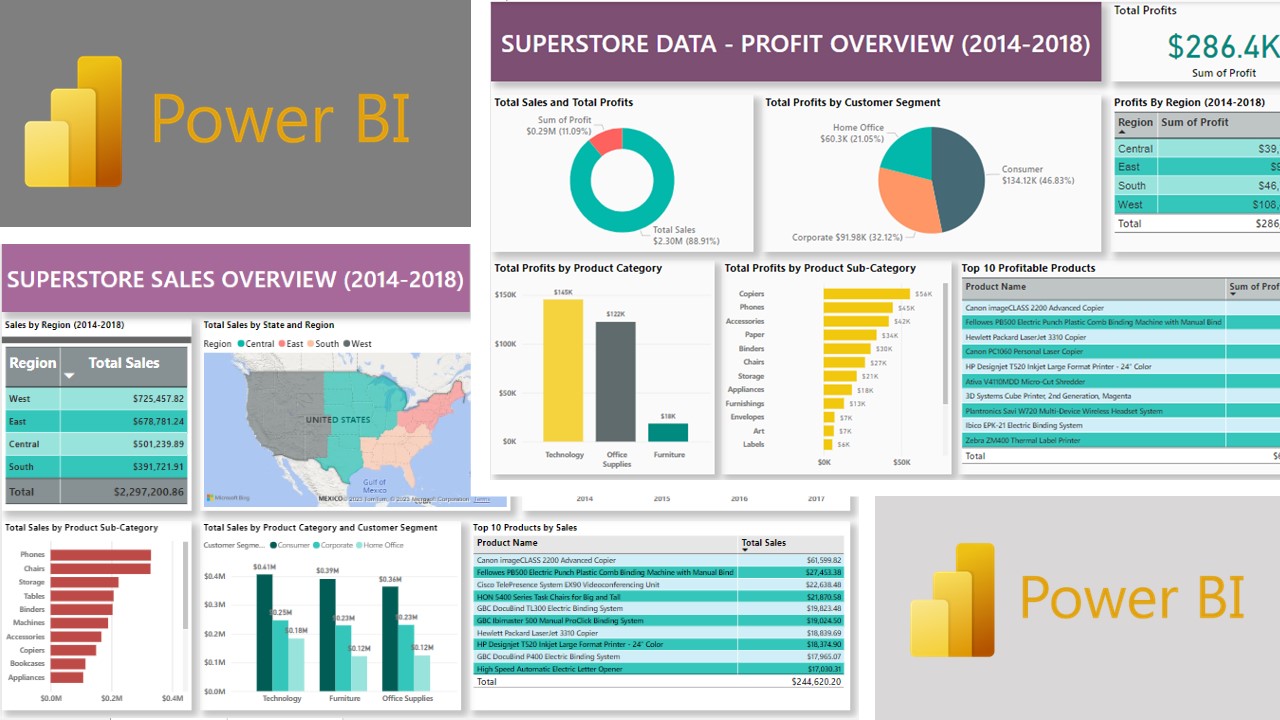 Power BI
SUPERSTORE DATA - PROFIT OVERVIEW (2014-2018)
Total Profits
$286.4K
Sum of Profit
Total Sales and Total Profits
Sum of Profit
$0.29M (11.09%)
Total Sales
$2.30M (88.91%)
Total Profits by Customer Segment
Home Office
$60.3K (21.05%)
Consumer
$134.12K (46.83%)
Corporate $91.98K (32.12%)
Profits By Region (2014-2018)
Region Sum of Profit
Central $39,
East $9
South $46,
West $108,
Total $286,
Total Profits by Product Category
$150K
$100K
$50K
$0K
$145K
$122K
$18K
Technology
Office
Supplies
Furniture
Total Profits by Product Sub-Category
Copiers $56K
Phones $45K
Accessories $42K
Paper $34K
Binders $30K
Chairs $27K
Storage $21K
Appliances $18K
Furnishings $13K
Envelopes $7K
Art $7K
Labels $6K
$0K $50K
Top 10 Profitable Products
Product Name Sum of Prof
Canon imageCLASS 2200 Advanced Copier
Fellowes PB500 Electric Punch Plastic Comb Binding Machine with Manual Bind
Hewlett Packard LaserJet 3310 Copier
Canon PC1060 Personal Laser Copier
HP Designjet T520 Inkjet Large Format Printer - 24" Color
Ativa V4110MDD Micro-Cut Shredder
3D Systems Cube Printer, 2nd Generation, Magenta
Plantronics Savi W720 Multi-Device Wireless Headset System
Ibico EPK-21 Electric Binding System
Zebra ZM400 Thermal Label Printer
Total
SUPERSTORE SALES OVERVIEW (2014-2018)
Sales by Region (2014-2018)
Region Total Sales
West $725,457.82
East $678,781.24
Central $501,239.89
South $391,721.91
Total $2,297,200.86
Total Sales by State and Region
Region Central East South West
UNITED STATES
Gulf of
Mexico
MEXICO
Microsoft Bing
© 2023 TomTom, © 2023 Microsoft Corporation Terms
2014 2015 2016 2017
Total Sales by Product Sub-Category
Phones
Chairs
Storage
Tables
Binders
Machines
Accessories
Copiers
Bookcases
Appliances
$0.0M $0.2M $0.4M
Total Sales by Product Category and Customer Segment
Customer Segme... Consumer Corporate Home Office
$0.4M
$0.3M
$0.2M
$0.1M
$0.0M
$0.41M
$0.25M
$0.18M
$0.39M
$0.23M
$0.12M
$0.36M
$0.23M
$0.12M
Technology Furniture Office Supplies
Top 10 Products by Sales
Product Name Total Sales
Canon imageCLASS 2200 Advanced Copier $61,599.82
Fellowes PB500 Electric Punch Plastic Comb Binding Machine with Manual Bind $27,453.38
Cisco TelePresence System EX90 Videoconferencing Unit $22,638.48
HON 5400 Series Task Chairs for Big and Tall $21,870.58
GBC DocuBind TL300 Electric Binding System $19,823.48
GBC Ibimaster 500 Manual ProClick Binding System $19,024.50
Hewlett Packard LaserJet 3310 Copier $18,839.69
HP Designjet T520 Inkjet Large Format Printer - 24" Color $18,374.90
GBC DocuBind P400 Electric Binding System $17,965.07
High Speed Automatic Electric Letter Opener $17,030.31
Total $244,620.20
Power BI